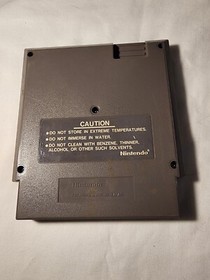 CAUTION
•DO NOT STORE IN EXTREME TEMPERATURES.
•DO NOT IMMERSE IN WATER.
•DO NOT CLEAN WITH BENZENE, THINNER,
ALCOHOL OR OTHER SUCH SOLVENTS.
Nintendo